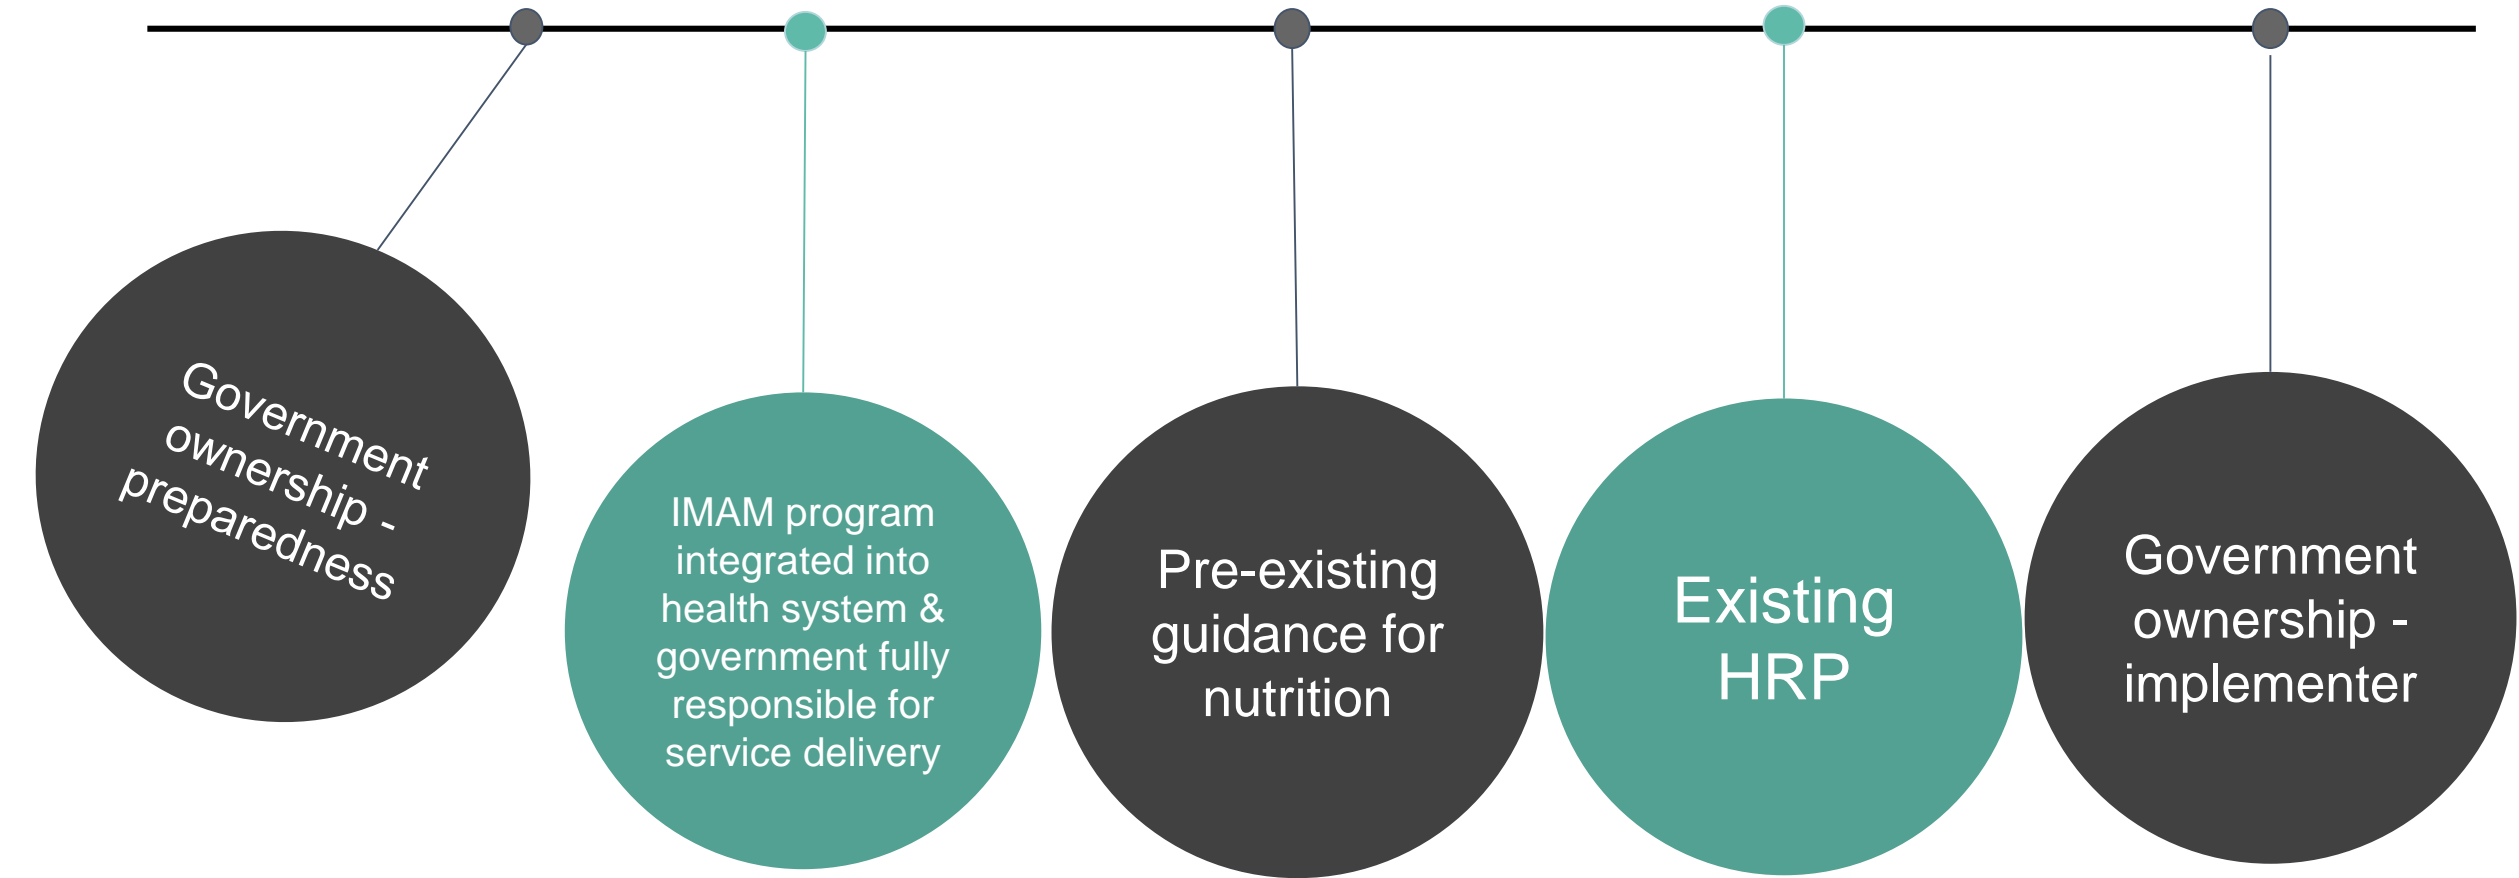 Government
ownership -
preparedness
IMAM program
integrated into
health system &
government fully
responsible for
service delivery
Pre-existing
guidance for
nutrition
Existing
HRP
Government
ownership -
implementer